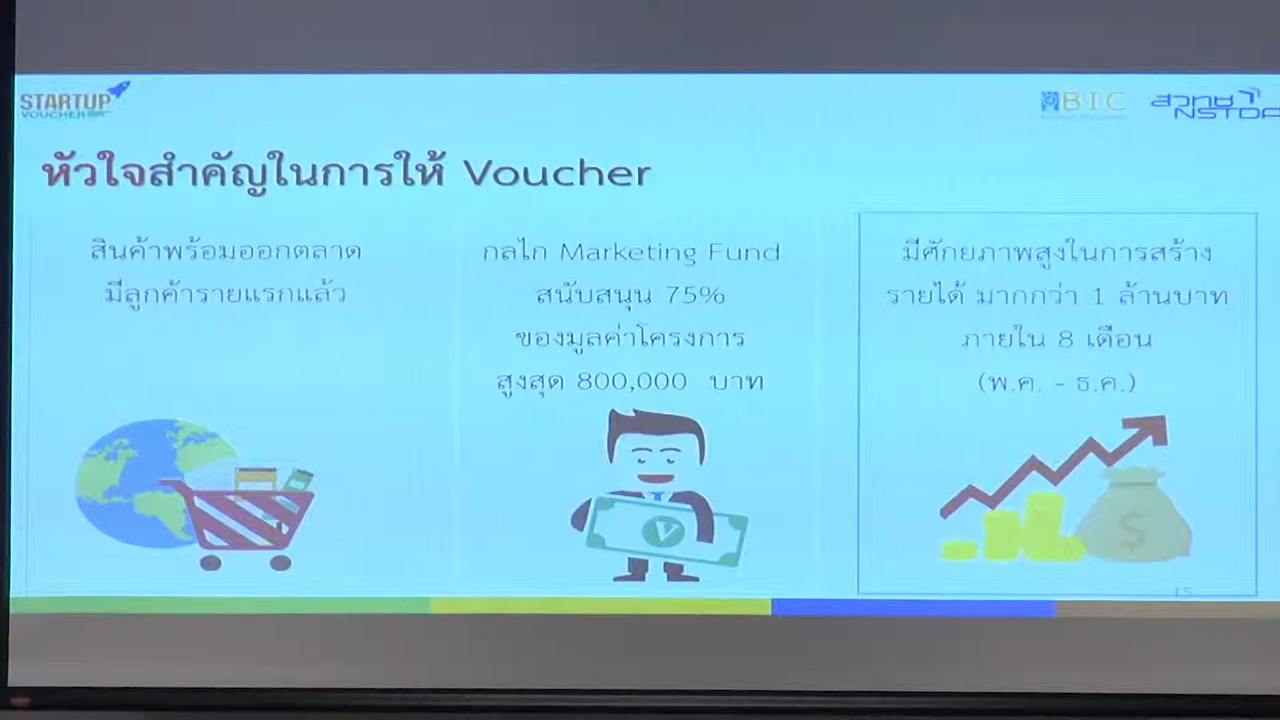 STARTUP
VOUCHER
BIC
สวทช
NSTDA
หัวใจสำคัญในการให้ Voucher
สินค้าพร้อมออกตลาด
มีลูกค้ารายแรกแล้ว
กลไก Marketing Fund
สนับสนุน 75%
ของมูลค่าโครงการ
สูงสุด 800,000 บาท
V
มีศักยภาพสูงในการสร้าง
รายได้ มากกว่า 1 ล้านบาท
ภายใน 8 เดือน
(พ.ค. - ธ.ค.)
$
15